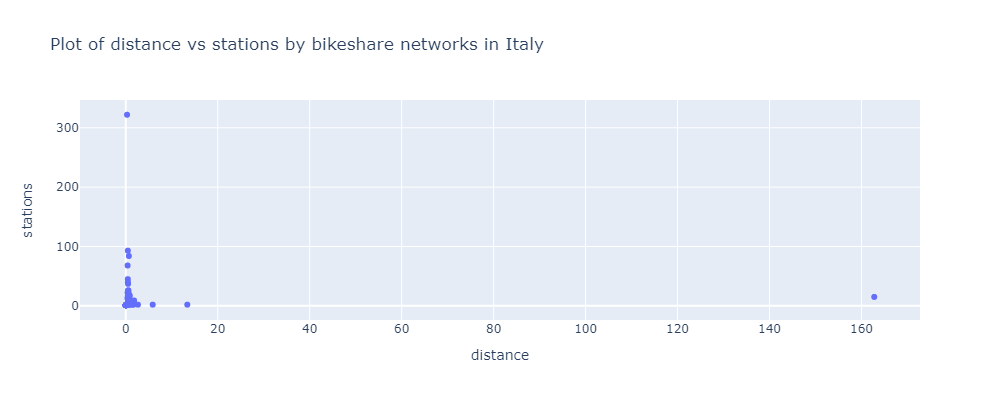 Plot of distance vs stations by bikeshare networks in Italy
300
200
100
0
stations
0 20 40 60 80 100 120 140 160
distance